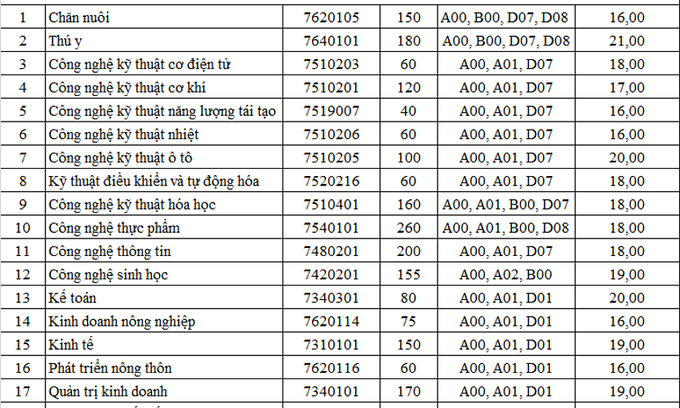 1 Chăn nuôi 7620105 150 A00, B00, D07, D08 16,00
2 Thú y 7640101 180 A00, B00, D07, D08 21,00
3 Công nghệ kỹ thuật cơ điện tử 7510203 60 A00, A01, D07 18,00
4 Công nghệ kỹ thuật cơ khí 7510201 120 A00, A01, D07 17,00
5 Công nghệ kỹ thuật năng lượng tái tạo 7519007 40 A00, A01, D07 16,00
6 Công nghệ kỹ thuật nhiệt 7510206 60 A00, A01, D07 16,00
7 Công nghệ kỹ thuật ô tô 7510205 100 A00, A01, D07 20,00
8 Kỹ thuật điều khiển và tự động hóa 7520216 60 A00, A01, D07 18,00
9 Công nghệ kỹ thuật hóa học 7510401 160 A00, A01, B00, D07 18,00
10 Công nghệ thực phẩm 7540101 260 A00, A01, B00, D08 18,00
11 Công nghệ thông tin 7480201 200 A00, A01, D07 18,00
12 Công nghệ sinh học 7420201 155 A00, A02, B00 19,00
13 Kế toán 7340301 80 A00, A01, D01 20,00
14 Kinh doanh nông nghiệp 7620114 75 A00, A01, D01 16,00
15 Kinh tế 7310101 150 A00, A01, D01 19,00
16 Phát triển nông thôn 7620116 60 A00, A01, D01 16,00
17 Quản trị kinh doanh 7340101 170 A00, A01, D01 19,00